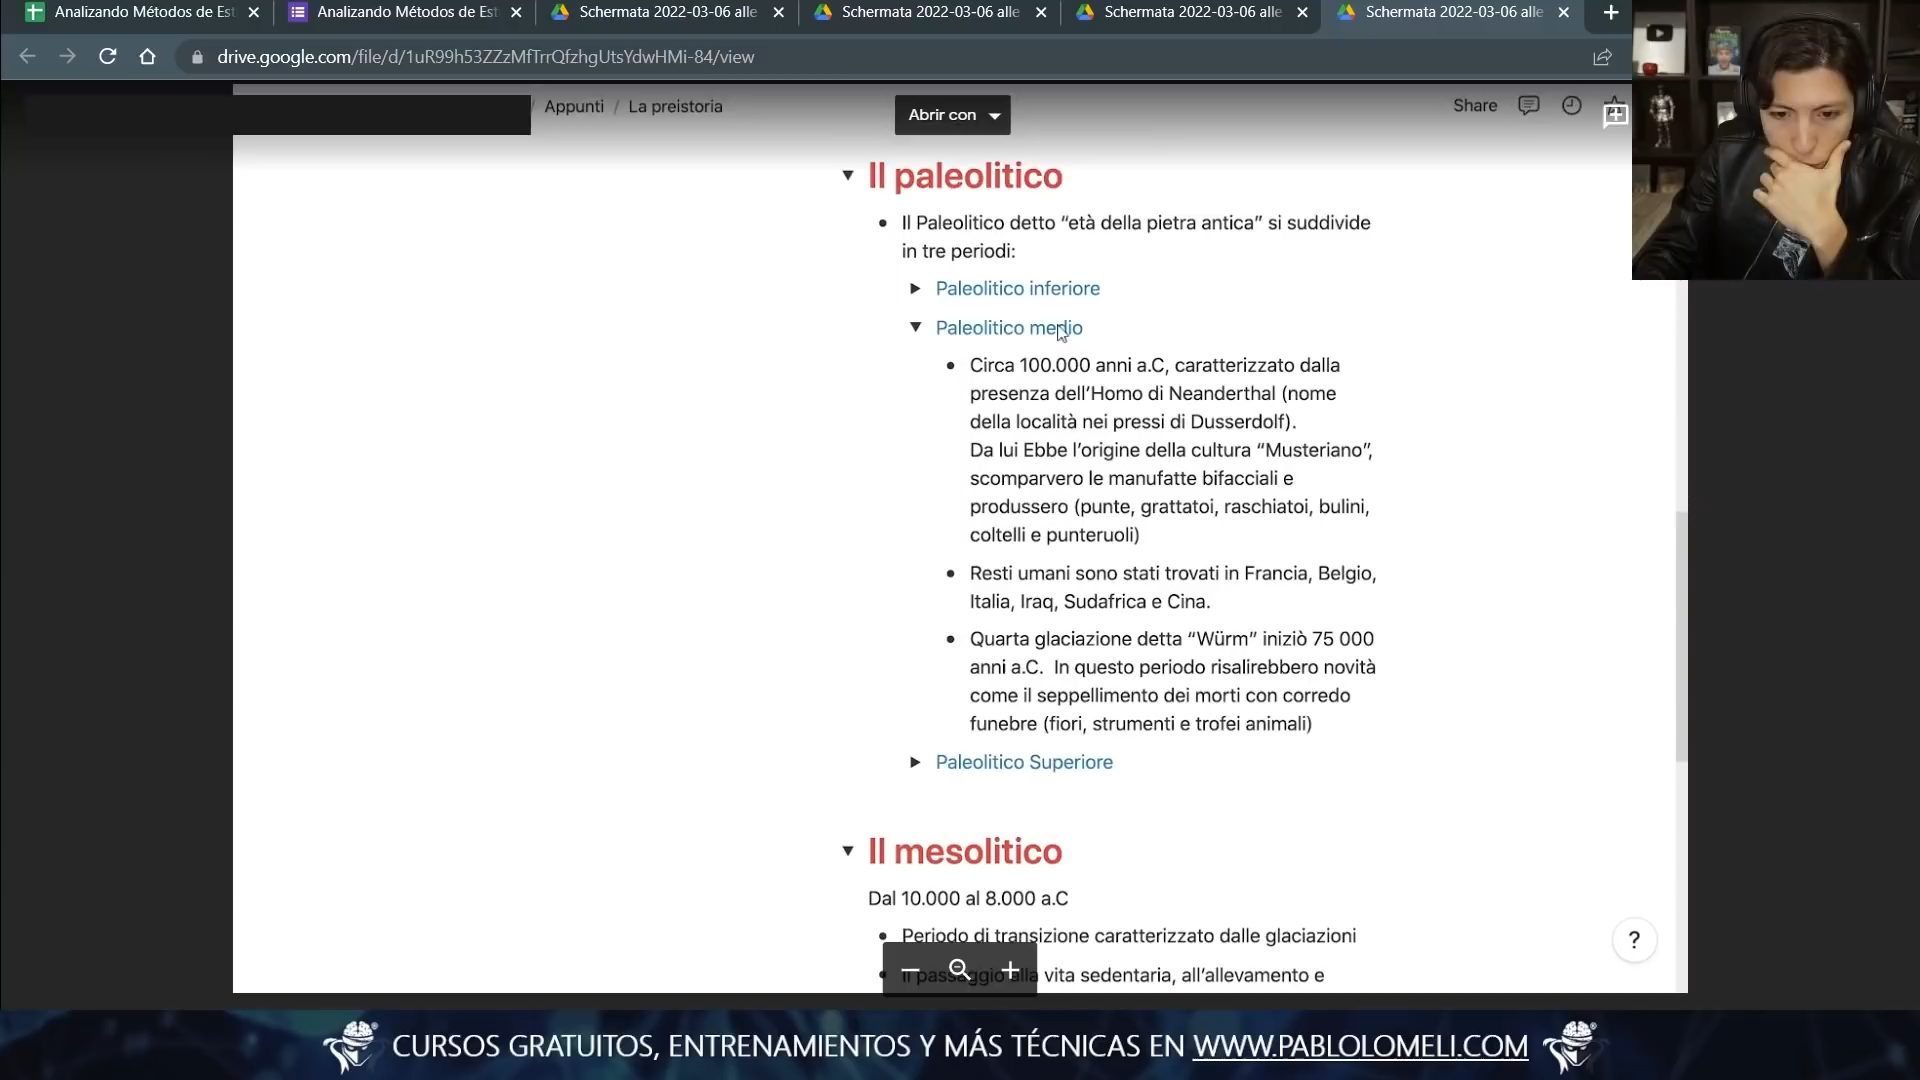 Analizando Métodos de Est
Analizando Métodos de Est
Schermata 2022-03-06 alle
Schermata 2022-03-06 alle
Schermata 2022-03-06 alle
Schermata 2022-03-06 alle
drive.google.com/file/d/1uR99h53ZZzMfTrrQfzhgUtsYdwHMi-84/view
/ Appunti / La preistoria
Abrir con
Share
Il paleolitico
Il Paleolitico detto “età della pietra antica” si suddivide
in tre periodi:
Paleolitico inferiore
Paleolitico medio
Circa 100.000 anni a.C, caratterizzato dalla
presenza dell’Homo di Neanderthal (nome
della località nei pressi di Dusserdolf).
Da lui Ebbe l’origine della cultura “Musteriano”,
scomparvero le manufatte bifacciali e
produssero (punte, grattatoi, raschiatoi, bulini,
coltelli e punteruoli)
Resti umani sono stati trovati in Francia, Belgio,
Italia, Iraq, Sudafrica e Cina.
Quarta glaciazione detta “Würm” iniziò 75 000
anni a.C. In questo periodo risalirebbero novità
come il seppellimento dei morti con corredo
funebre (fiori, strumenti e trofei animali)
Paleolitico Superiore
Il mesolitico
Dal 10.000 al 8.000 a.C
Periodo di transizione caratterizzato dalle glaciazioni
Il passaggio alla vita sedentaria, all’allevamento e
?
CURSOS GRATUITOS, ENTRENAMIENTOS Y MÁS TÉCNICAS EN WWW.PABLOLOMELI.COM